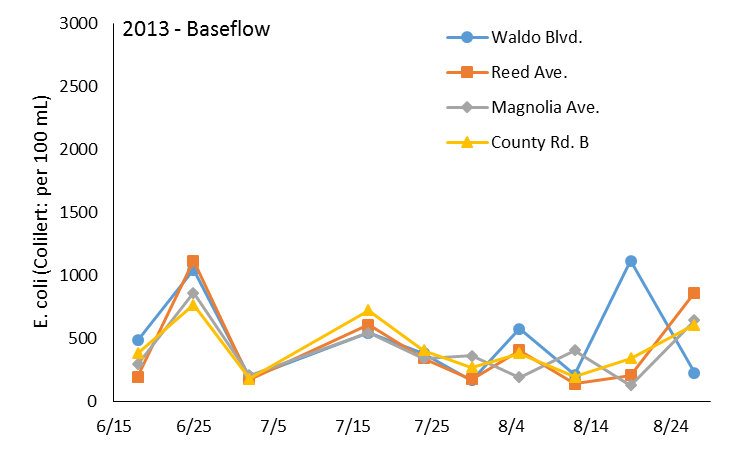 2013 - Baseflow
Waldo Blvd.
Reed Ave.
Magnolia Ave.
County Rd. B
E. coli (Colilert: per 100 mL)
3000
2500
2000
1500
1000
500
0
6/15 6/25 7/5 7/15 7/25 8/4 8/14 8/24